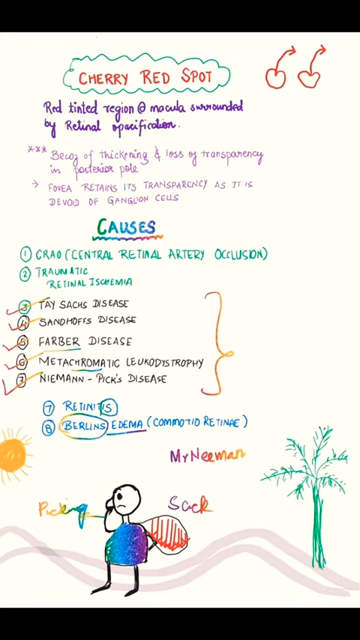 CHERRY RED SPOT
Red tinted region @ macula surrounded
by Retinal opacification.
*** Becoz of thickening & loss of transparency
in posterior pole
→ FOVEA RETAINS ITS TRANSPARENCY AS IT IS
DEVOID OF GANGLION CELLS
CAUSES
① CRAO (CENTRAL RETINAL ARTERY OCCLUSION)
② TRAUMATIC
RETINAL ISCHEMIA
③ TAY SACHS DISEASE
④ SANDHOFFS DISEASE
⑤ FARBER DISEASE
⑥ METACHROMATIC LEUKODYSTROPHY
⑦ NIEMANN - PICK'S DISEASE
⑦ RETINITIS
⑧ BERLINS EDEMA (COMMOTIO RETINAE)
Mr Neeman
Picking
Sack